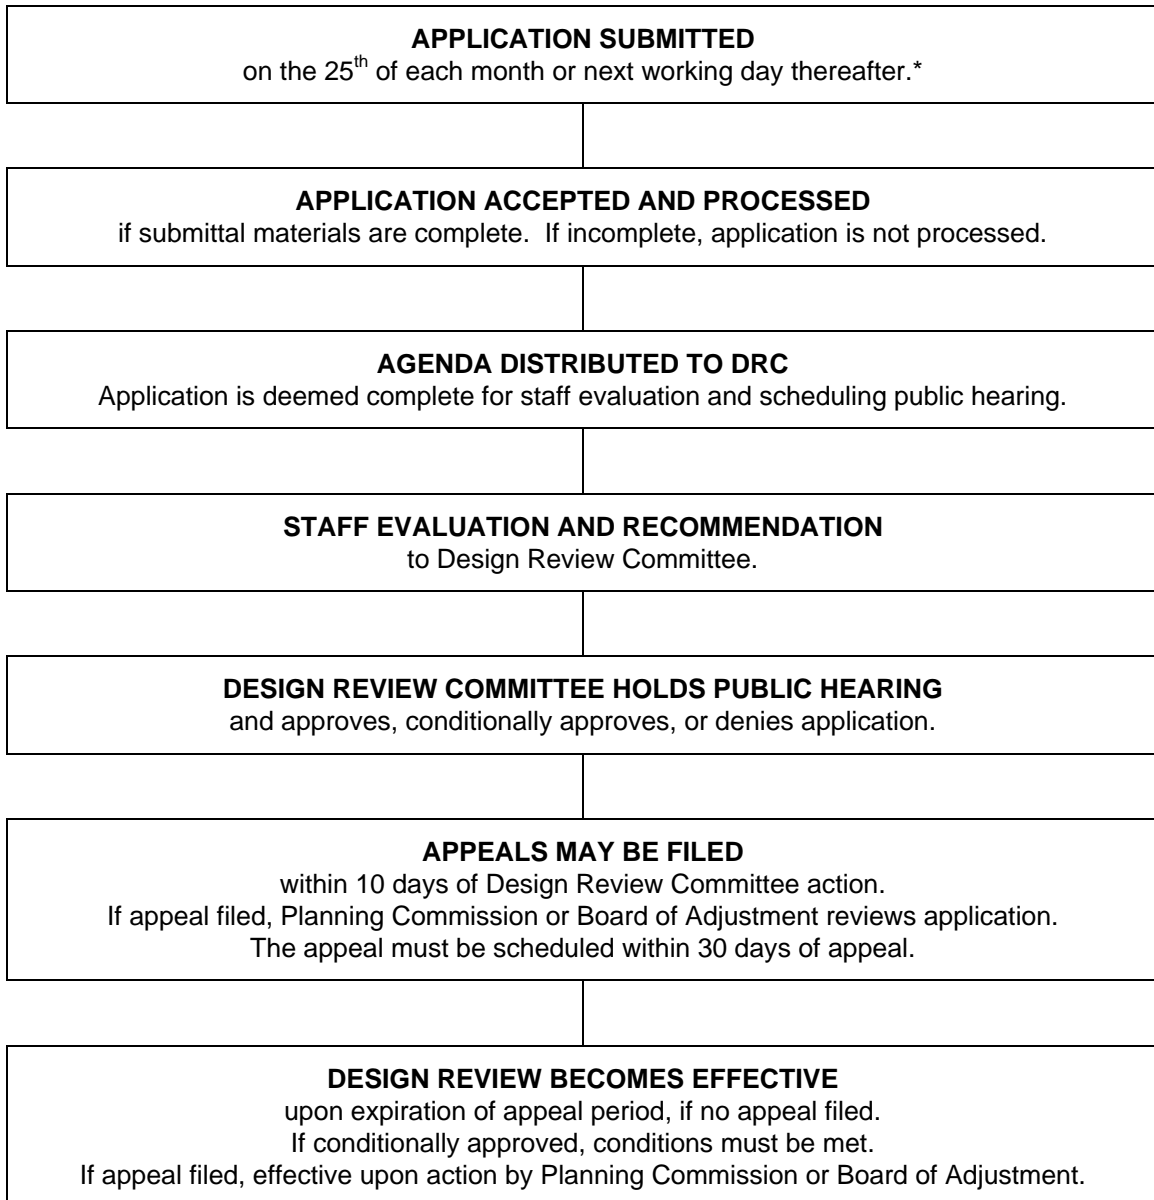 APPLICATION SUBMITTED
on the 25th of each month or next working day thereafter.*
APPLICATION ACCEPTED AND PROCESSED
if submittal materials are complete.  If incomplete, application is not processed.
AGENDA DISTRIBUTED TO DRC
Application is deemed complete for staff evaluation and scheduling public hearing.
STAFF EVALUATION AND RECOMMENDATION
to Design Review Committee.
DESIGN REVIEW COMMITTEE HOLDS PUBLIC HEARING
and approves, conditionally approves, or denies application.
APPEALS MAY BE FILED
within 10 days of Design Review Committee action.
If appeal filed, Planning Commission or Board of Adjustment reviews application.
The appeal must be scheduled within 30 days of appeal.
DESIGN REVIEW BECOMES EFFECTIVE
upon expiration of appeal period, if no appeal filed.
If conditionally approved, conditions must be met.
If appeal filed, effective upon action by Planning Commission or Board of Adjustment.